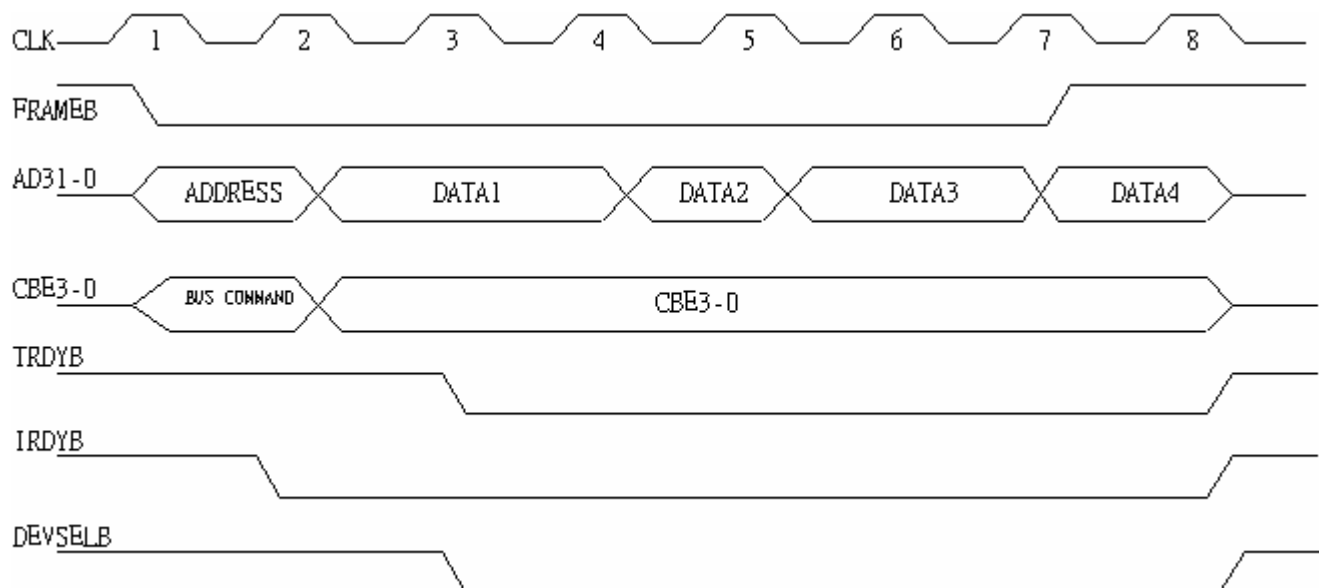 CLK 1 2 3 4 5 6 7 8
FRAMEB
AD31-0 ADDRESS DATA1 DATA2 DATA3 DATA4
CBE3-0 BUS COMMAND CBE3-0
TRDYB
IRDYB
DEVSELB